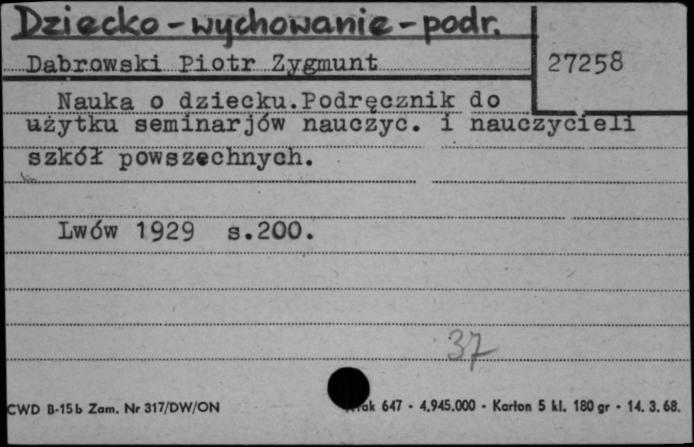 Dziecko - wychowanie - podr.
Dąbrowski Piotr Zygmunt
27258
Nauka o dziecku.Podręcznik do
użytku seminarjów nauczyc. i nauczycieli
szkół powszechnych.
Lwów 1929 s.200.
37
CWD B-15b Zam. Nr 317/DW/ON
647 - 4.945.000 - Karton 5 kl. 180 gr - 14. 3. 68.